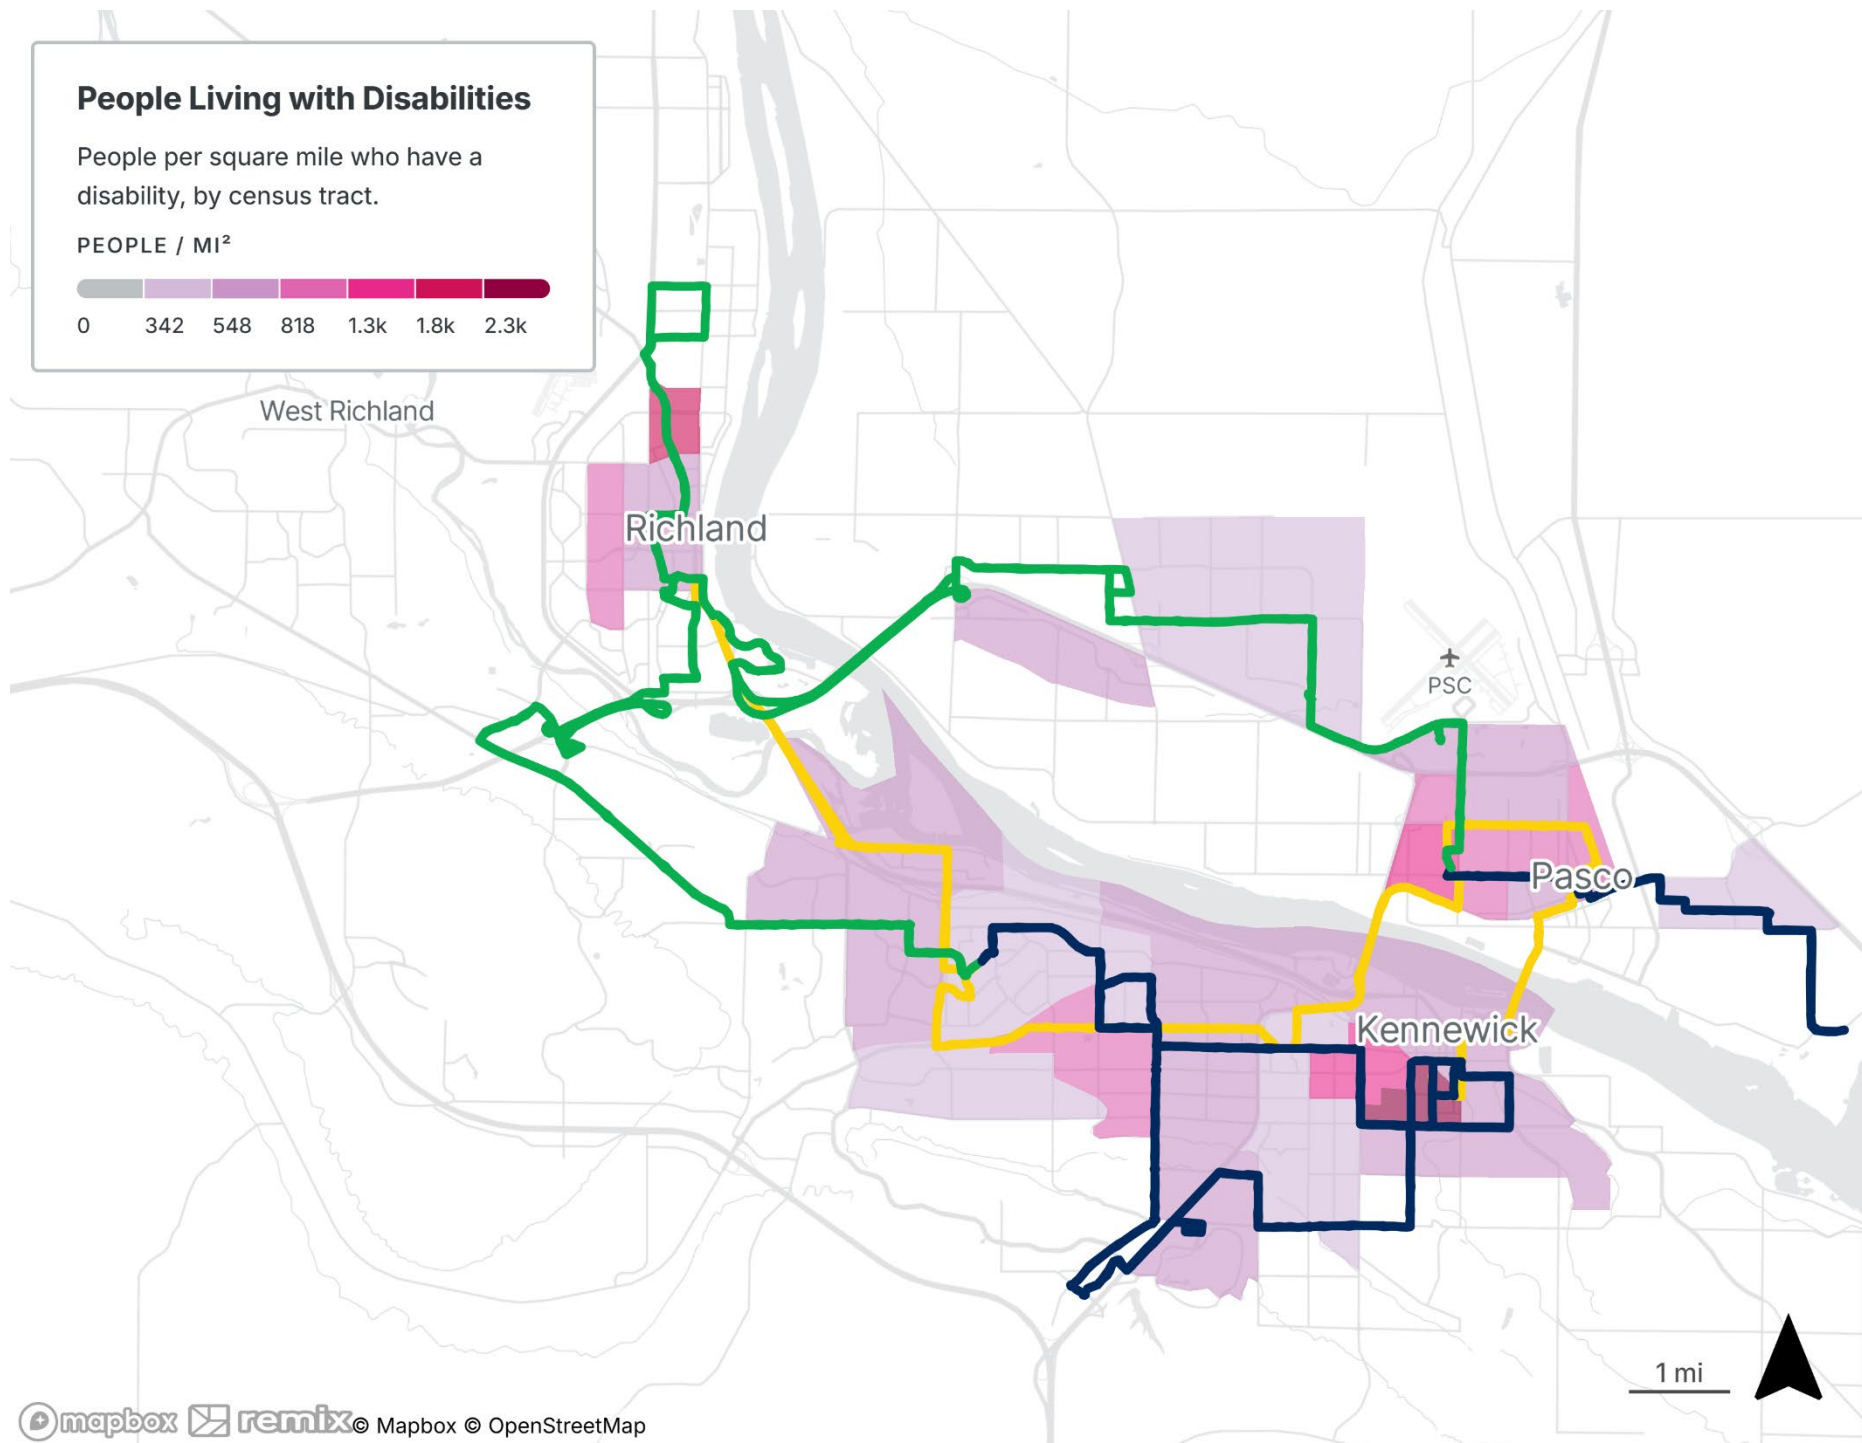 People Living with Disabilities
People per square mile who have a
disability, by census tract.
PEOPLE / MI²
0 342 548 818 1.3k 1.8k 2.3k
West Richland
Richland
PSC
Pasco
Kennewick
1 mi
mapbox remix © Mapbox © OpenStreetMap